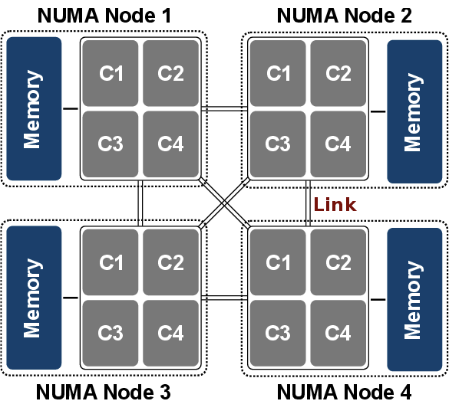 NUMA Node 1
NUMA Node 2
Memory
C1 C2
C3 C4
C1 C2
C3 C4
Memory
Link
Memory
C1 C2
C3 C4
C1 C2
C3 C4
Memory
NUMA Node 3
NUMA Node 4